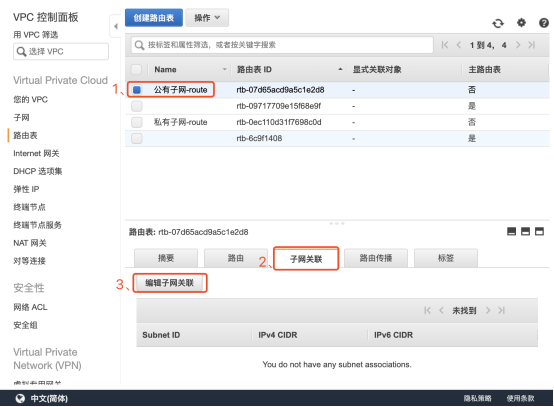 VPC 控制面板
用 VPC 筛选
选择 VPC
Virtual Private Cloud
您的 VPC
子网
路由表
Internet 网关
DHCP 选项集
弹性 IP
终端节点
终端节点服务
NAT 网关
对等连接
安全性
网络 ACL
安全组
Virtual Private
Network (VPN)
创建路由表 操作
按标签和属性筛选，或者按关键字搜索 1 到 4，4
Name 路由表 ID 显式关联对象 主路由表
1、 公有子网-route rtb-07d65acd9a5c1e2d8 - 否
rtb-09717709e15f68e9f - 是
私有子网-route rtb-0ec110d31f7698c0d - 否
rtb-6c9f1408 - 是
路由表: rtb-07d65acd9a5c1e2d8
摘要 路由 2、 子网关联 路由传播 标签
3、 编辑子网关联
未找到
Subnet ID IPv4 CIDR IPv6 CIDR
You do not have any subnet associations.
中文(简体) 隐私策略 使用条款